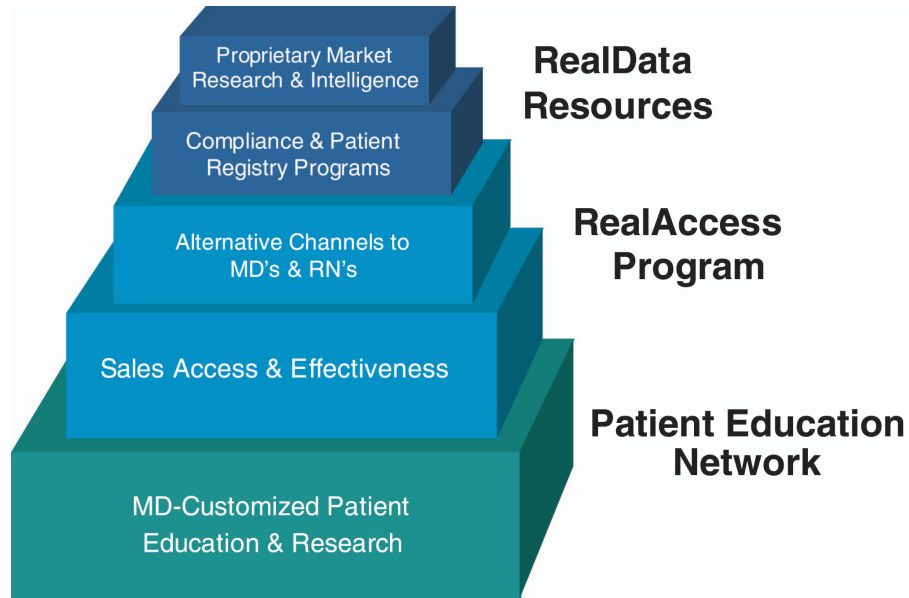 Proprietary Market
Research & Intelligence
RealData
Resources
Compliance & Patient
Registry Programs
Alternative Channels to
MD's & RN's
RealAccess
Program
Sales Access & Effectiveness
Patient Education
Network
MD-Customized Patient
Education & Research